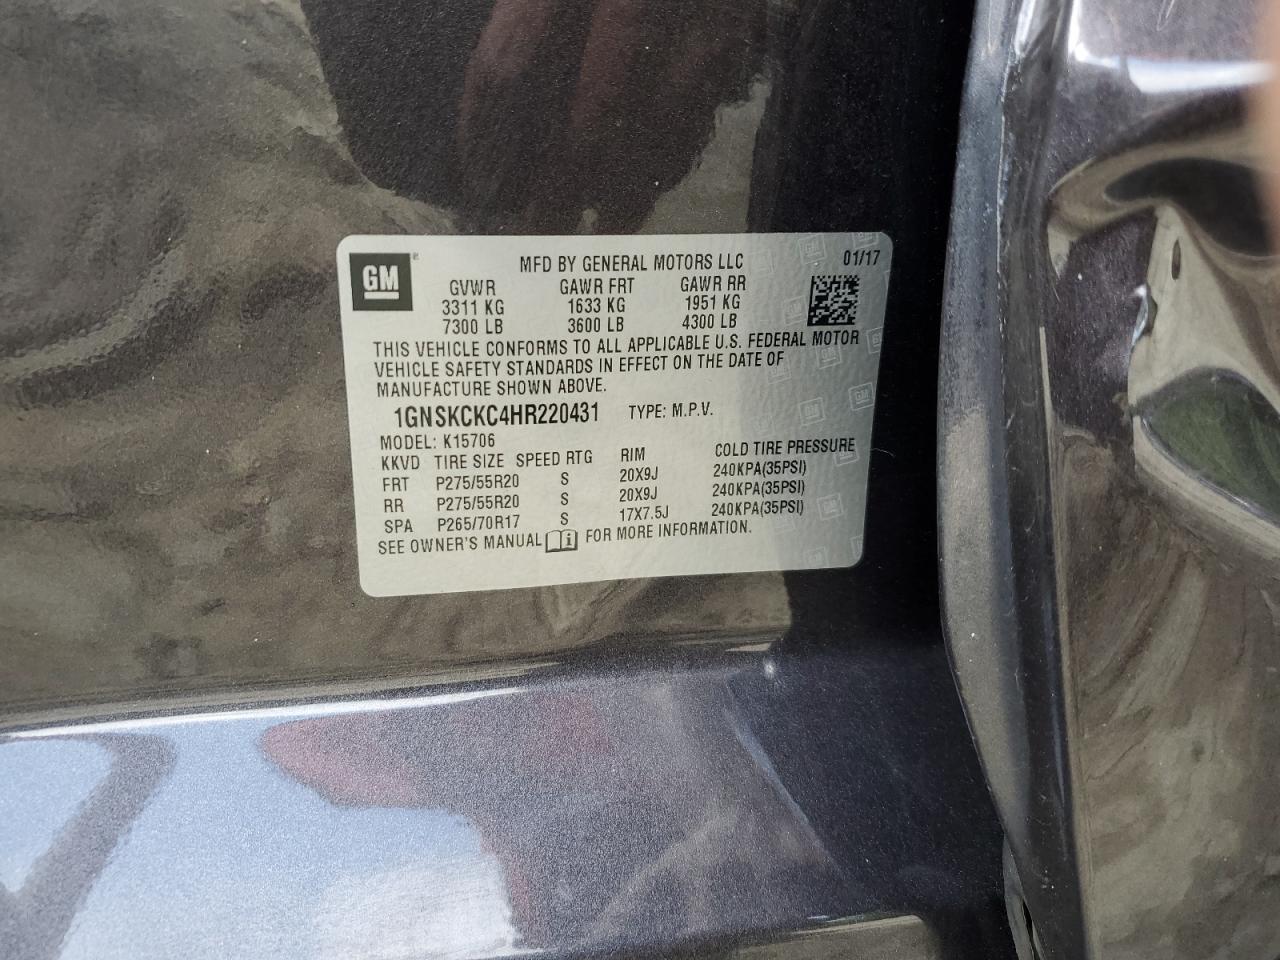 GM
MFD BY GENERAL MOTORS LLC 01/17
GVWR GAWR FRT GAWR RR
3311 KG 1633 KG 1951 KG
7300 LB 3600 LB 4300 LB
THIS VEHICLE CONFORMS TO ALL APPLICABLE U.S. FEDERAL MOTOR
VEHICLE SAFETY STANDARDS IN EFFECT ON THE DATE OF
MANUFACTURE SHOWN ABOVE.
1GNSKCKC4HR220431 TYPE: M.P.V.
MODEL: K15706
KKVD TIRE SIZE SPEED RTG RIM COLD TIRE PRESSURE
FRT P275/55R20 S 20X9J 240KPA(35PSI)
RR P275/55R20 S 20X9J 240KPA(35PSI)
SPA P265/70R17 S 17X7.5J 240KPA(35PSI)
SEE OWNER'S MANUAL i FOR MORE INFORMATION.